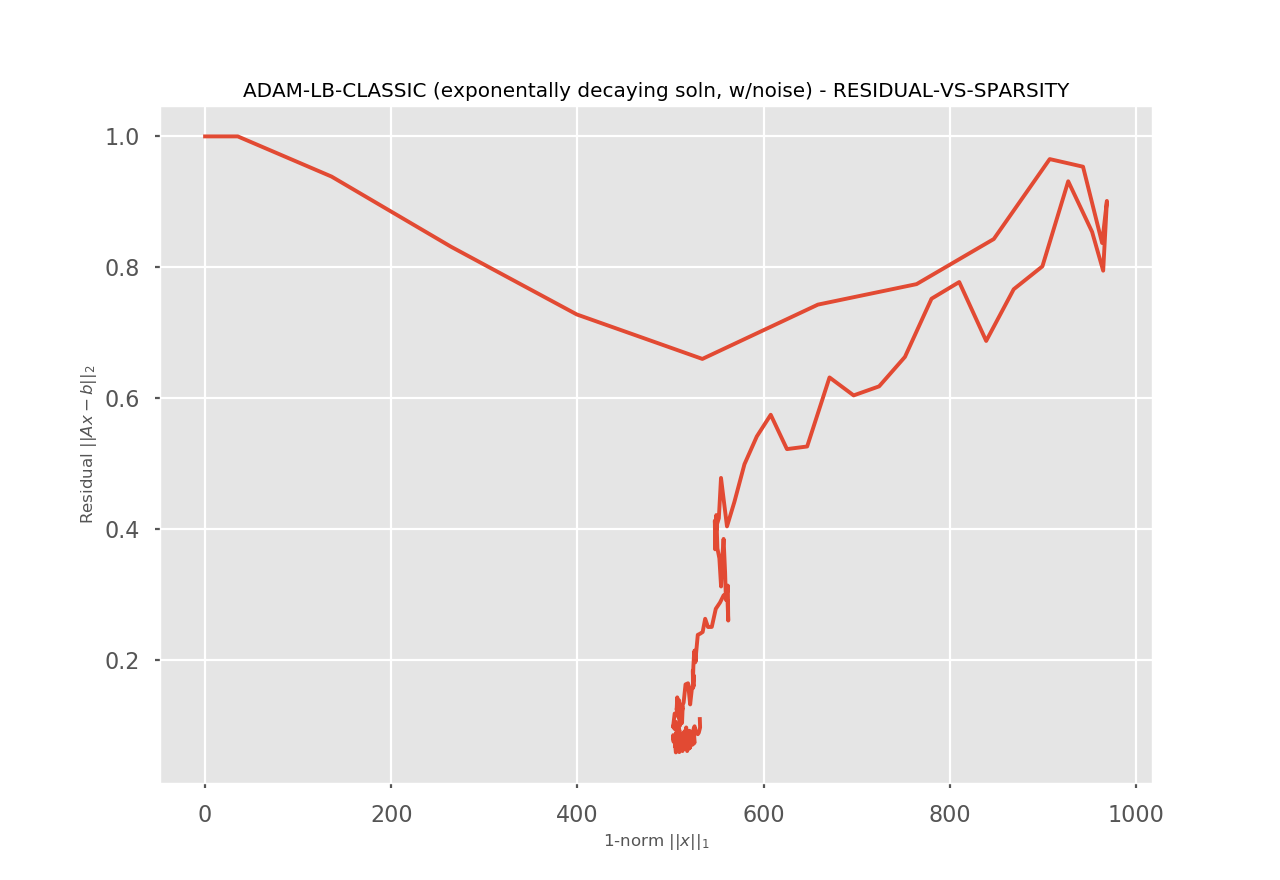 ADAM-LB-CLASSIC (exponentially decaying soln, w/noise) - RESIDUAL-VS-SPARSITY
1.0
0.8
0.6
0.4
0.2
Residual ||Ax − b||₂
0 200 400 600 800 1000
1-norm ||x||₁